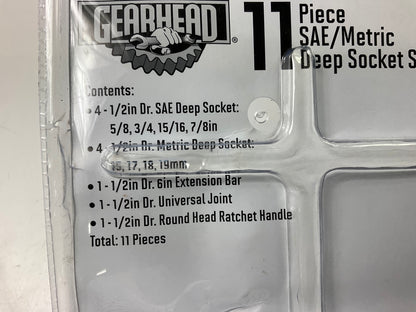 GEARHEAD®
11 Piece
SAE/Metric
Deep Socket S
Contents:
• 4 - 1/2in Dr. SAE Deep Socket:
5/8, 3/4, 15/16, 7/8in
• 4 - 1/2in Dr. Metric Deep Socket:
15, 17, 18, 19mm
• 1 - 1/2in Dr. 6in Extension Bar
• 1 - 1/2in Dr. Universal Joint
• 1 - 1/2in Dr. Round Head Ratchet Handle
Total: 11 Pieces